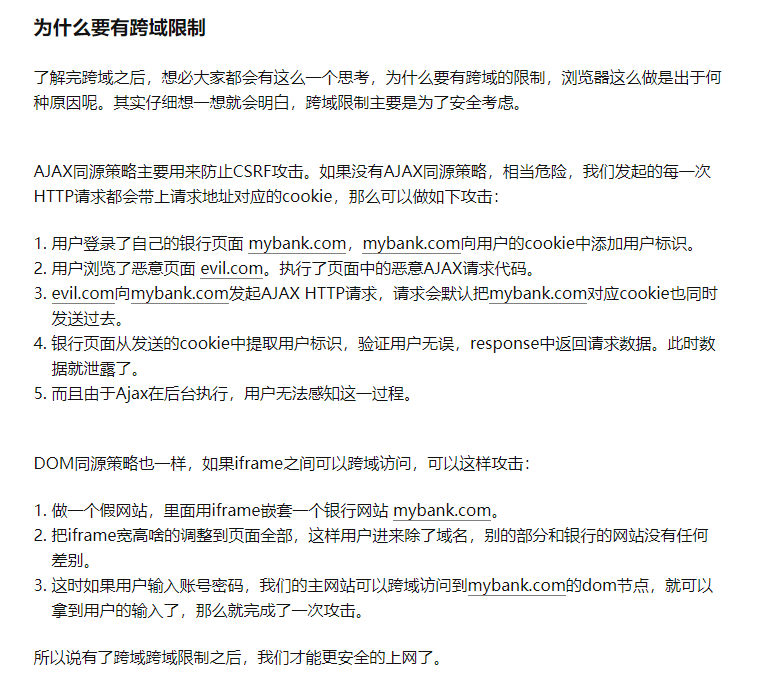 为什么要有跨域限制
了解完跨域之后，想必大家都会有这么一个思考，为什么要有跨域的限制，浏览器这么做是出于何
种原因呢。其实仔细想一想就会明白，跨域限制主要是为了安全考虑。
AJAX同源策略主要用来防止CSRF攻击。如果没有AJAX同源策略，相当危险，我们发起的每一次
HTTP请求都会带上请求地址对应的cookie，那么可以做如下攻击：
1. 用户登录了自己的银行页面 mybank.com，mybank.com向用户的cookie中添加用户标识。
2. 用户浏览了恶意页面 evil.com。执行了页面中的恶意AJAX请求代码。
3. evil.com向mybank.com发起AJAX HTTP请求，请求会默认把mybank.com对应cookie也同时
发送过去。
4. 银行页面从发送的cookie中提取用户标识，验证用户无误，response中返回请求数据。此时数
据就泄露了。
5. 而且由于Ajax在后台执行，用户无法感知这一过程。
DOM同源策略也一样，如果iframe之间可以跨域访问，可以这样攻击：
1. 做一个假网站，里面用iframe嵌套一个银行网站 mybank.com。
2. 把iframe宽高啥的调整到页面全部，这样用户进来除了域名，别的部分和银行的网站没有任何
差别。
3. 这时如果用户输入账号密码，我们的主网站可以跨域访问到mybank.com的dom节点，就可以
拿到用户的输入了，那么就完成了一次攻击。
所以说有了跨域跨域限制之后，我们才能更安全的上网了。